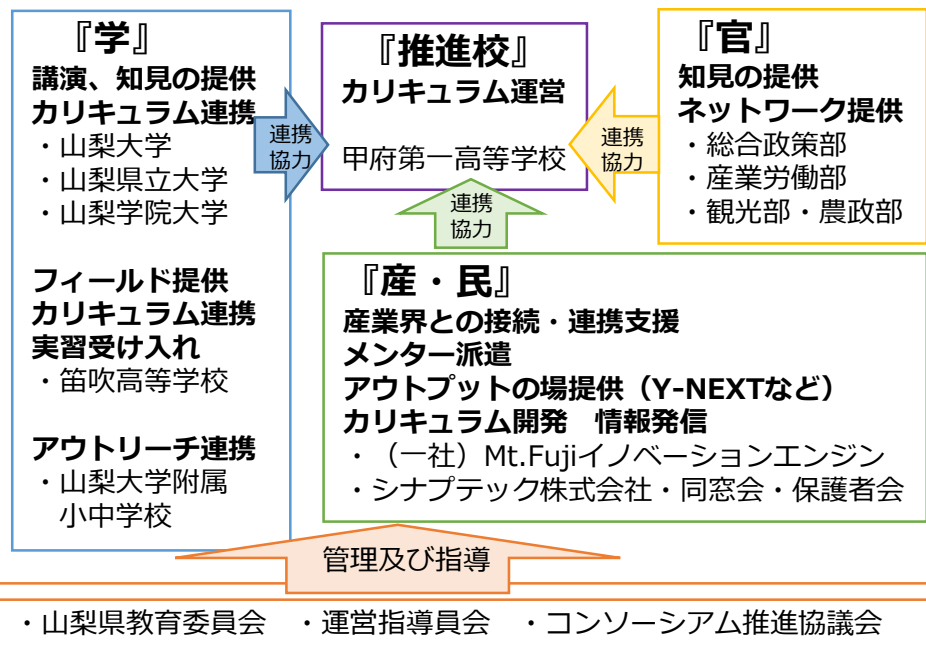 『学』
講演、知見の提供
カリキュラム連携
・山梨大学
・山梨県立大学
・山梨学院大学
フィールド提供
カリキュラム連携
実習受け入れ
・笛吹高等学校
アウトリーチ連携
・山梨大学附属
小中学校
連携
協力
『推進校』
カリキュラム運営
甲府第一高等学校
連携
協力
『官』
知見の提供
ネットワーク提供
・総合政策部
・産業労働部
・観光部・農政部
連携
協力
『産・民』
産業界との接続・連携支援
メンター派遣
アウトプットの場提供（Y-NEXTなど）
カリキュラム開発　情報発信
・（一社）Mt.Fujiイノベーションエンジン
・シナプテック株式会社・同窓会・保護者会
管理及び指導
・山梨県教育委員会　・運営指導員会　・コンソーシアム推進協議会